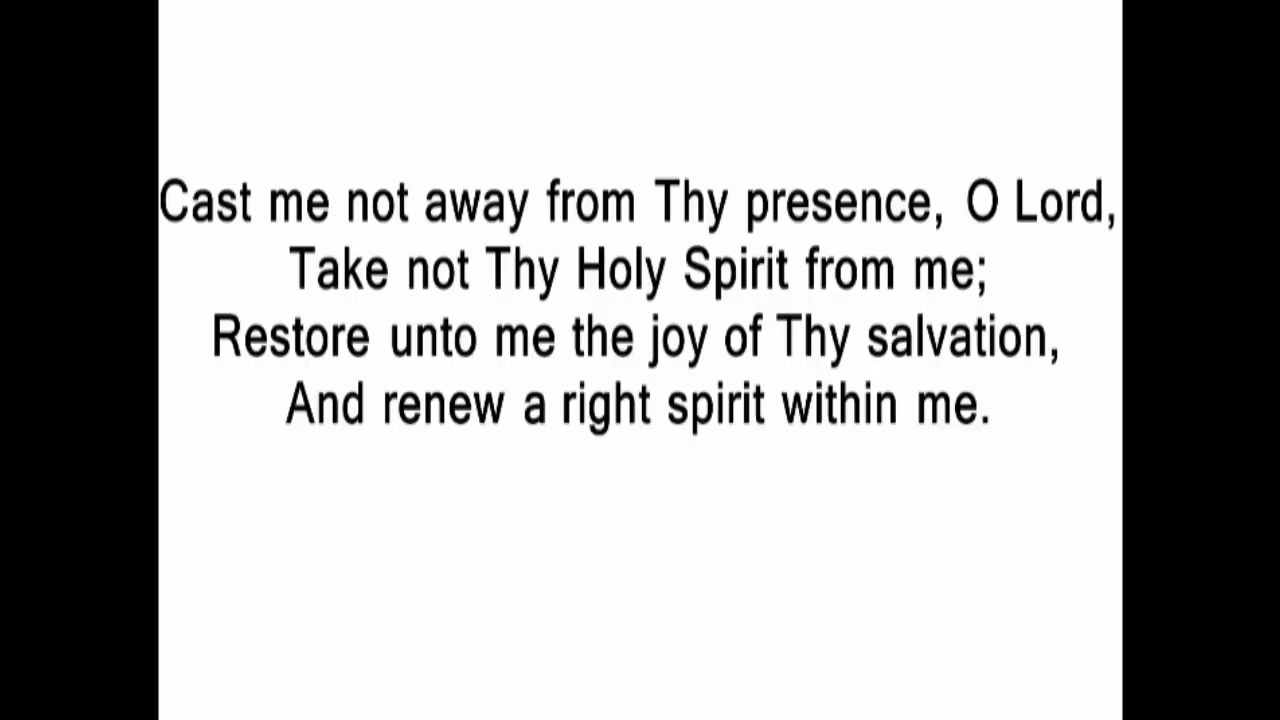 Cast me not away from Thy presence, O Lord,
Take not Thy Holy Spirit from me;
Restore unto me the joy of Thy salvation,
And renew a right spirit within me.